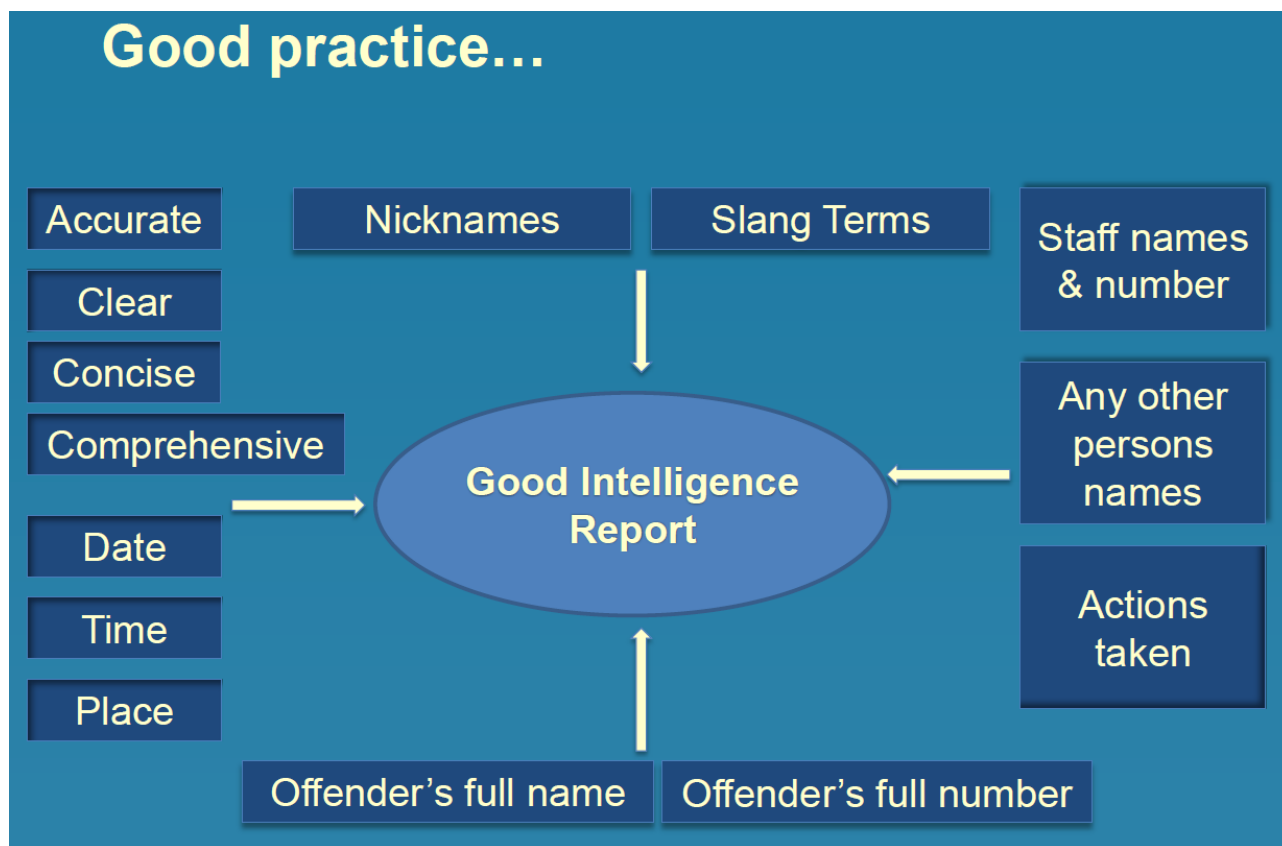 Good practice…
Accurate
Clear
Concise
Comprehensive
Date
Time
Place
Nicknames
Slang Terms
Good Intelligence
Report
Staff names
& number
Any other
persons
names
Actions
taken
Offender’s full name
Offender’s full number